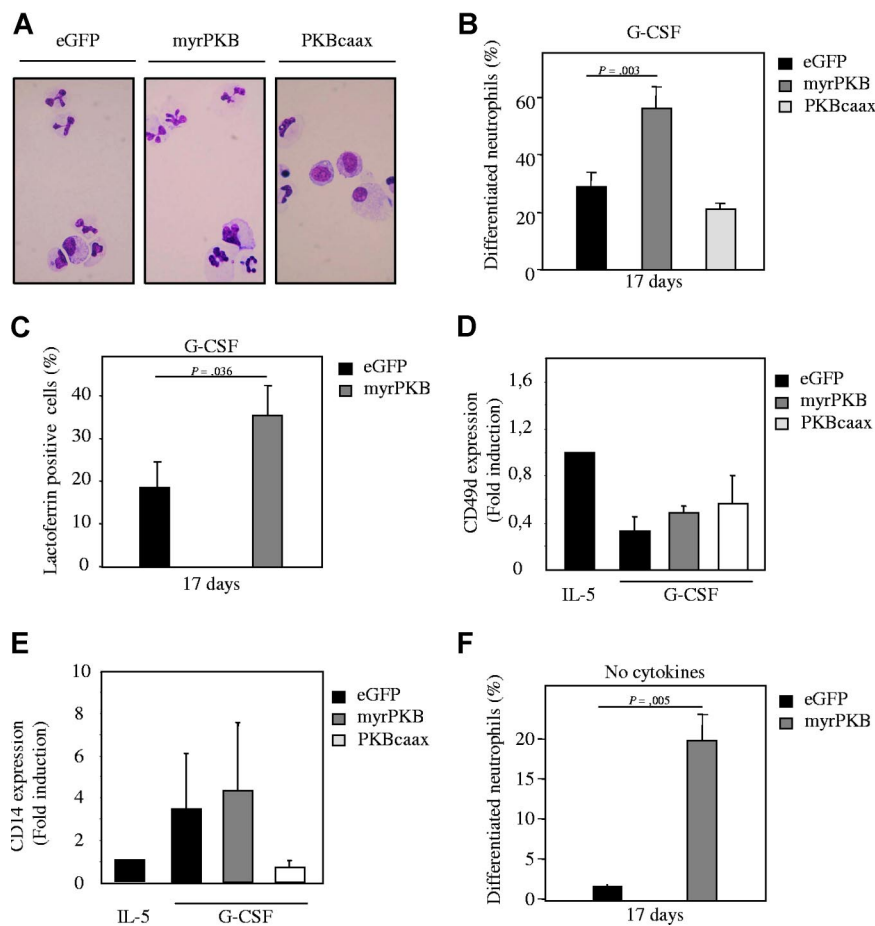 A
eGFP
myrPKB
PKBcaax
B
G-CSF
Differentiated neutrophils (%)
60
40
20
0
P = .003
17 days
eGFP
myrPKB
PKBcaax
C
G-CSF
Lactoferrin positive cells (%)
40
30
20
10
0
P = .036
17 days
eGFP
myrPKB
D
CD49d expression
(Fold induction)
1,6
1,2
0,8
0,4
0
IL-5
G-CSF
eGFP
myrPKB
PKBcaax
E
CD14 expression
(Fold induction)
10
8
6
4
2
0
IL-5
G-CSF
eGFP
myrPKB
PKBcaax
F
No cytokines
Differentiated neutrophils (%)
20
15
10
5
0
P = ,005
17 days
eGFP
myrPKB